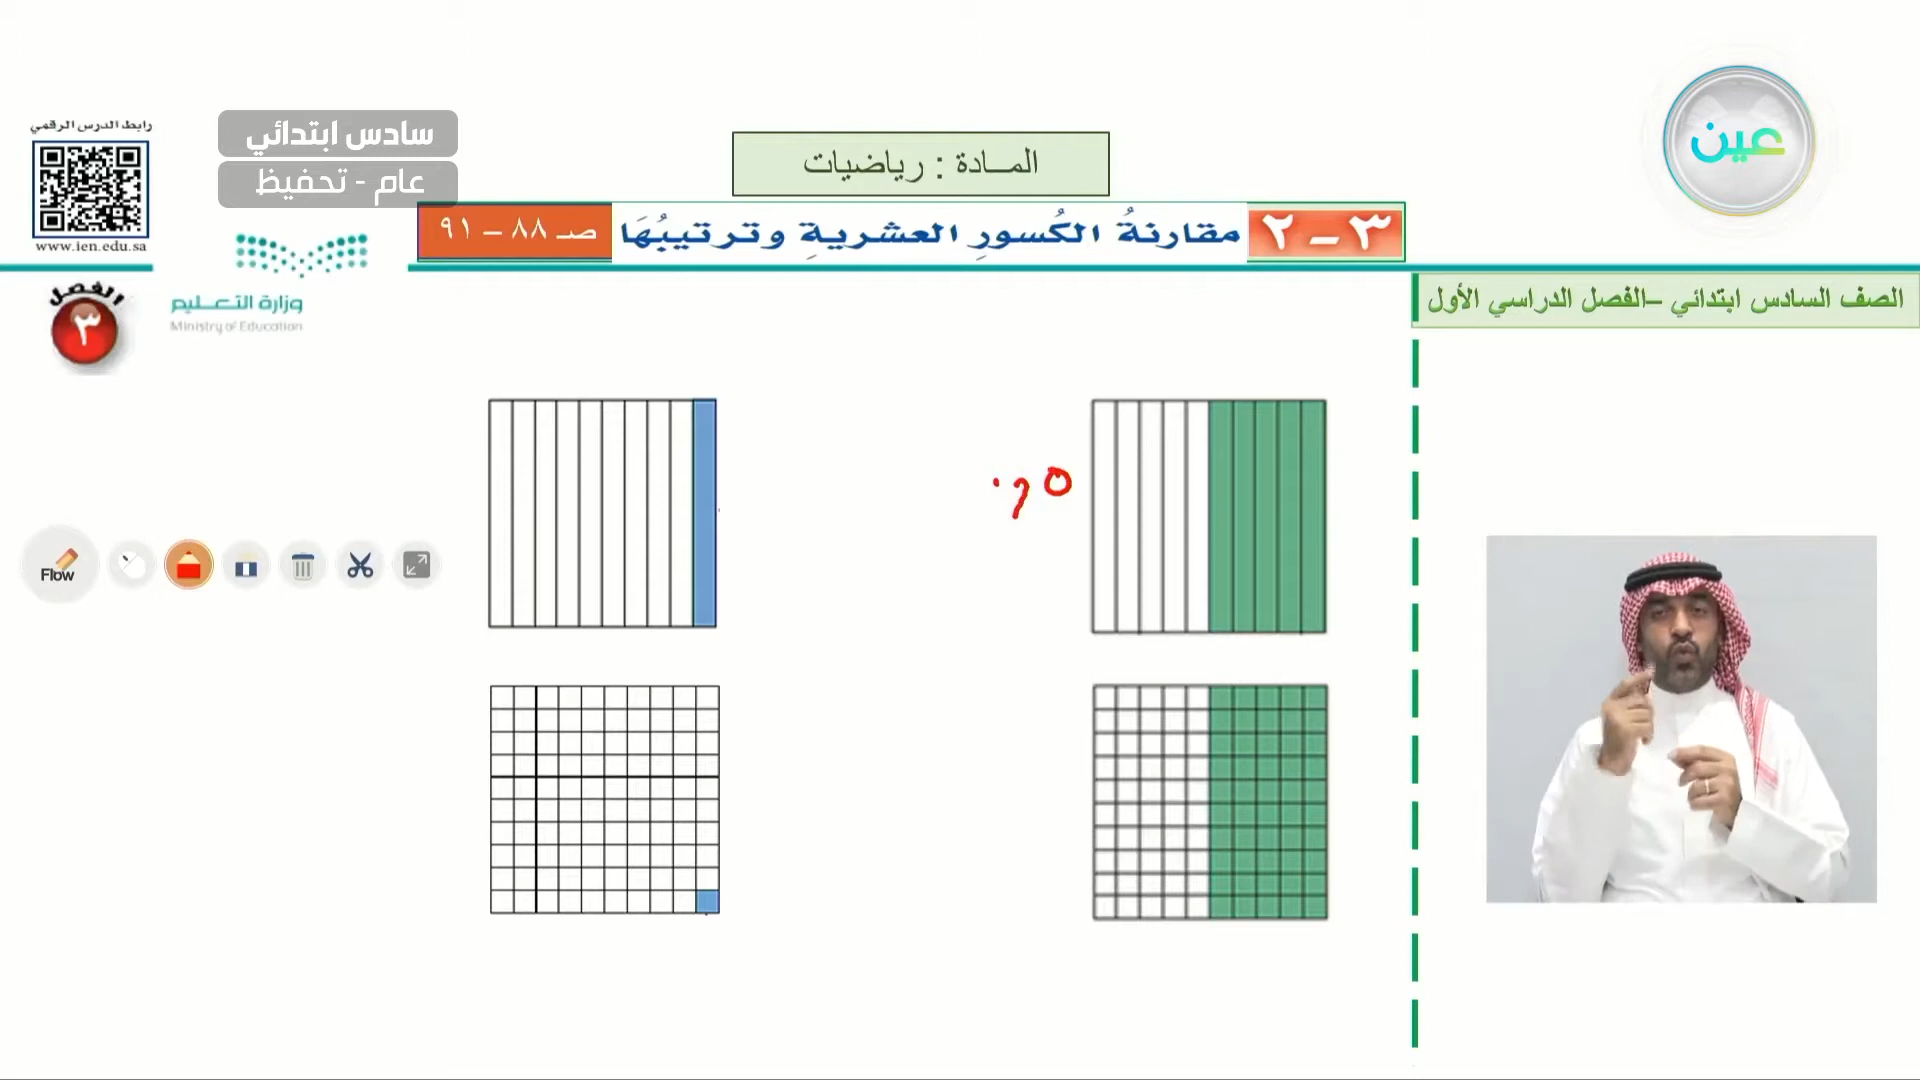 عين
المـــادة : رياضيات
سادس ابتدائي
عام - تحفيظ
رابط الدرس الرقمي
www.ien.edu.sa
٣ - ٢ مقارنةُ الكُسورِ العشريةِ وترتيبُهَا صـ ٨٨ – ٩١
الصف السادس ابتدائي –الفصل الدراسي الأول
وزارة التعـــليم
Ministry of Education
الفصل
٣
٠,٥
Flow